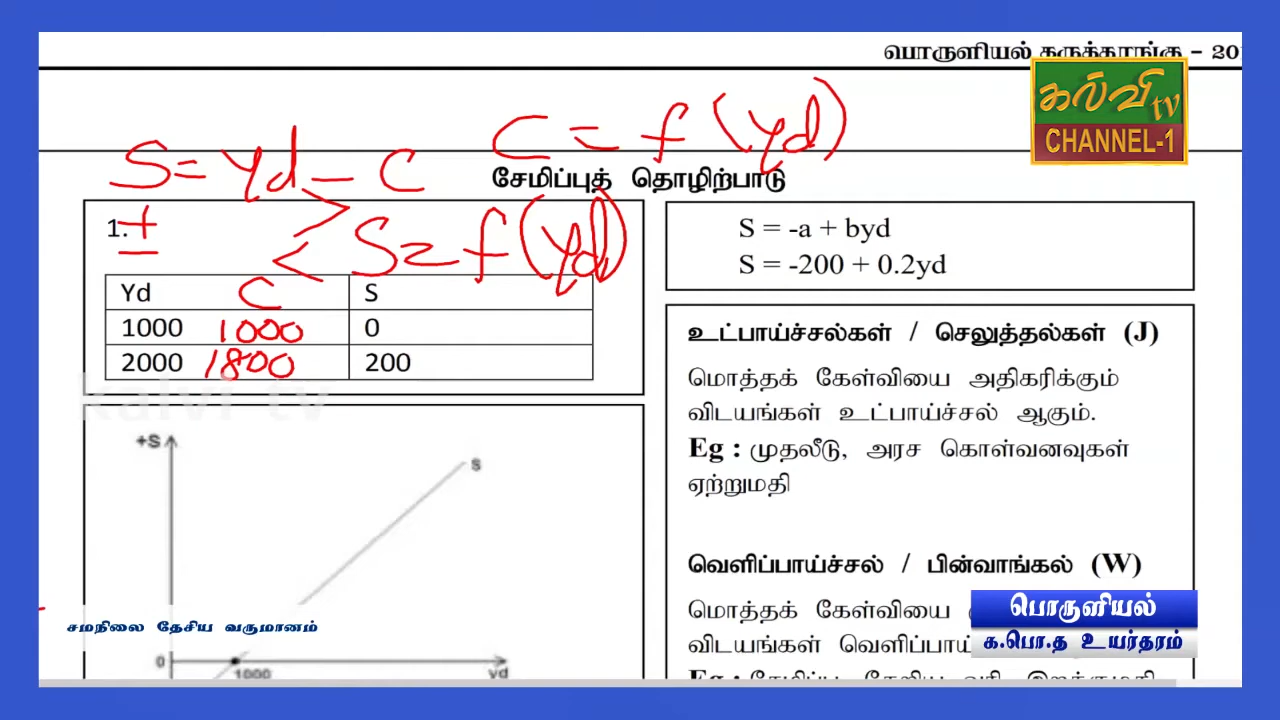 பொருளியல் கருத்தரங்கு - 20
கல்வி tv
CHANNEL-1
C = f (yd)
S = yd - C
சேமிப்புத் தொழிற்பாடு
1.
+
-
>
<
S = f (yd)
Yd C S
1000 1000 0
2000 1800 200
kalvi-tv
+S
S
0
1000
yd
S = -a + byd
S = -200 + 0.2yd
உட்பாய்ச்சல்கள் / செலுத்தல்கள் (J)
மொத்தக் கேள்வியை அதிகரிக்கும்
விடயங்கள் உட்பாய்ச்சல் ஆகும்.
Eg : முதலீடு, அரச கொள்வனவுகள்
ஏற்றுமதி
வெளிப்பாய்ச்சல் / பின்வாங்கல் (W)
மொத்தக் கேள்வியை
விடயங்கள் வெளிப்பாய்ச்
சமநிலை தேசிய வருமானம்
பொருளியல்
க.பொ.த உயர்தரம்